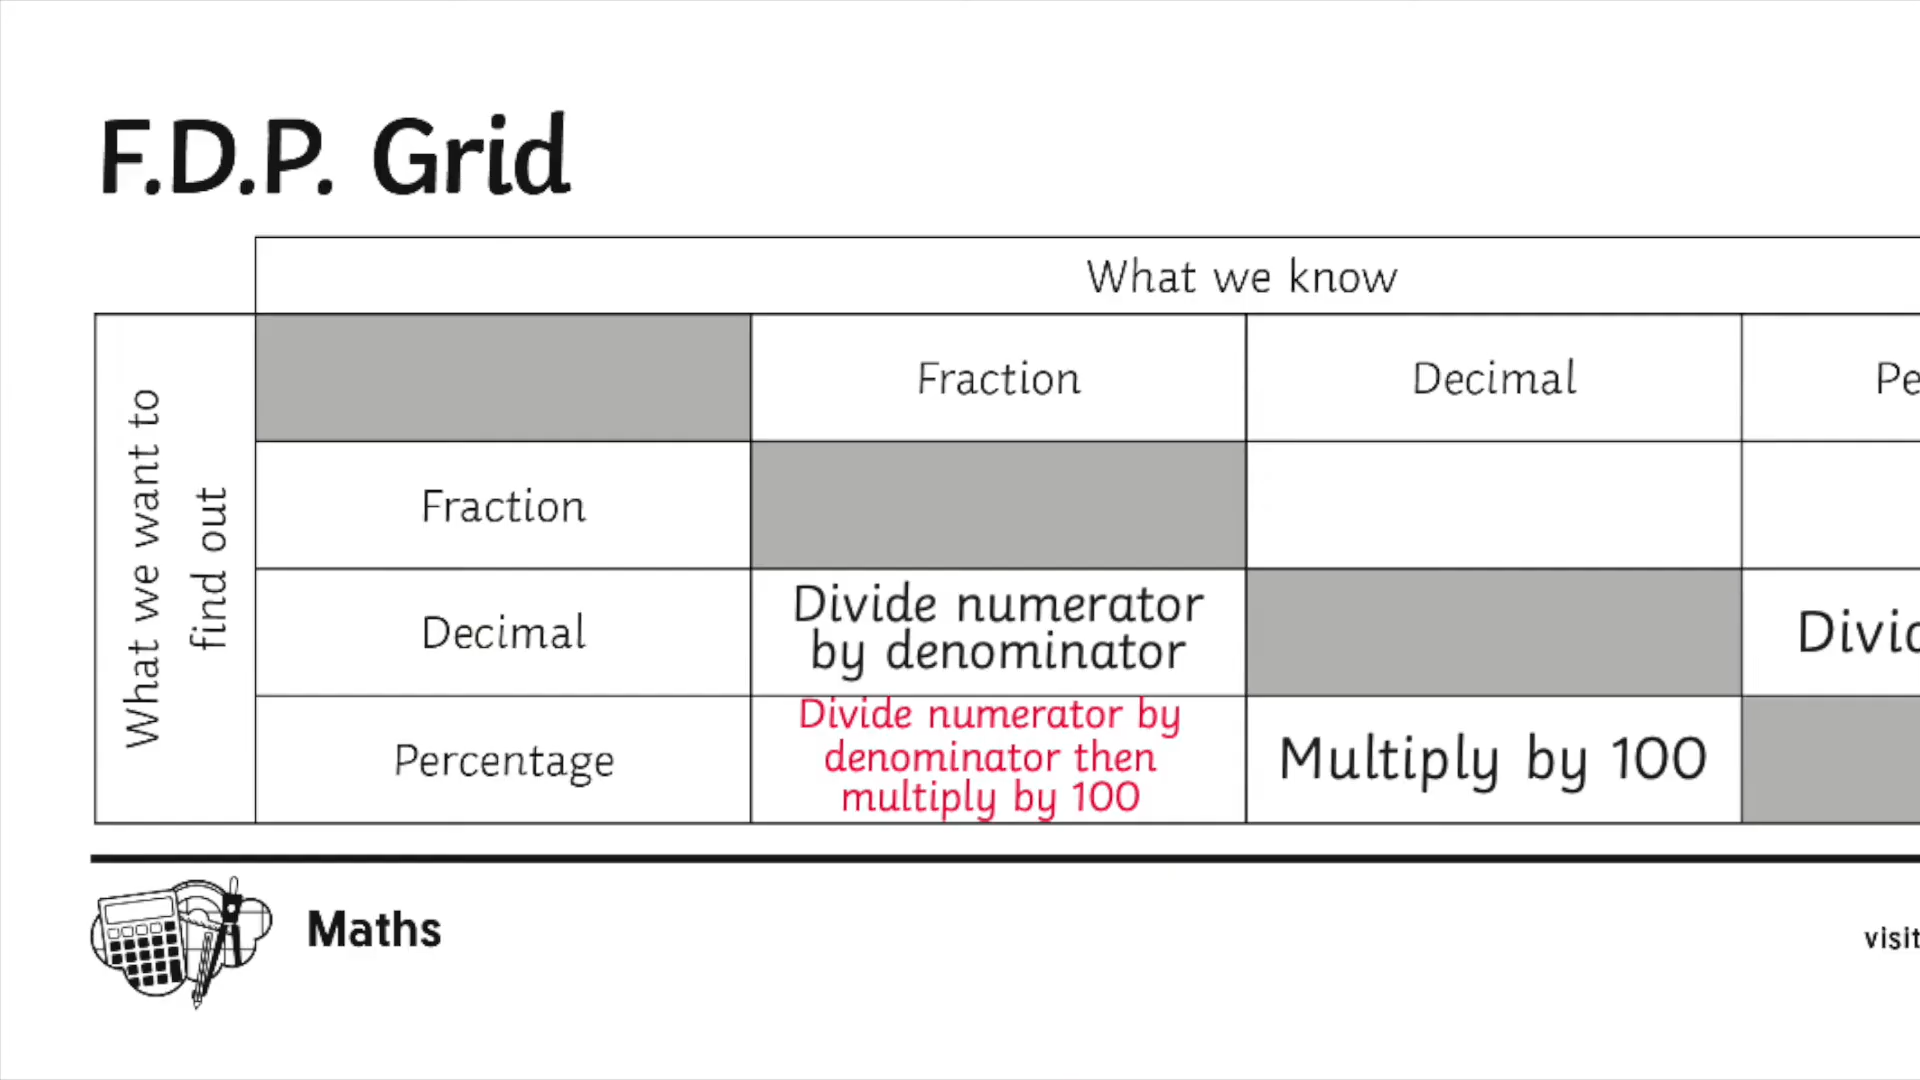 F.D.P. Grid
What we know
What we want to
find out
Fraction
Decimal
Fraction
Decimal
Divide numerator
by denominator
Percentage
Divide numerator by
denominator then
multiply by 100
Multiply by 100
Maths
visit